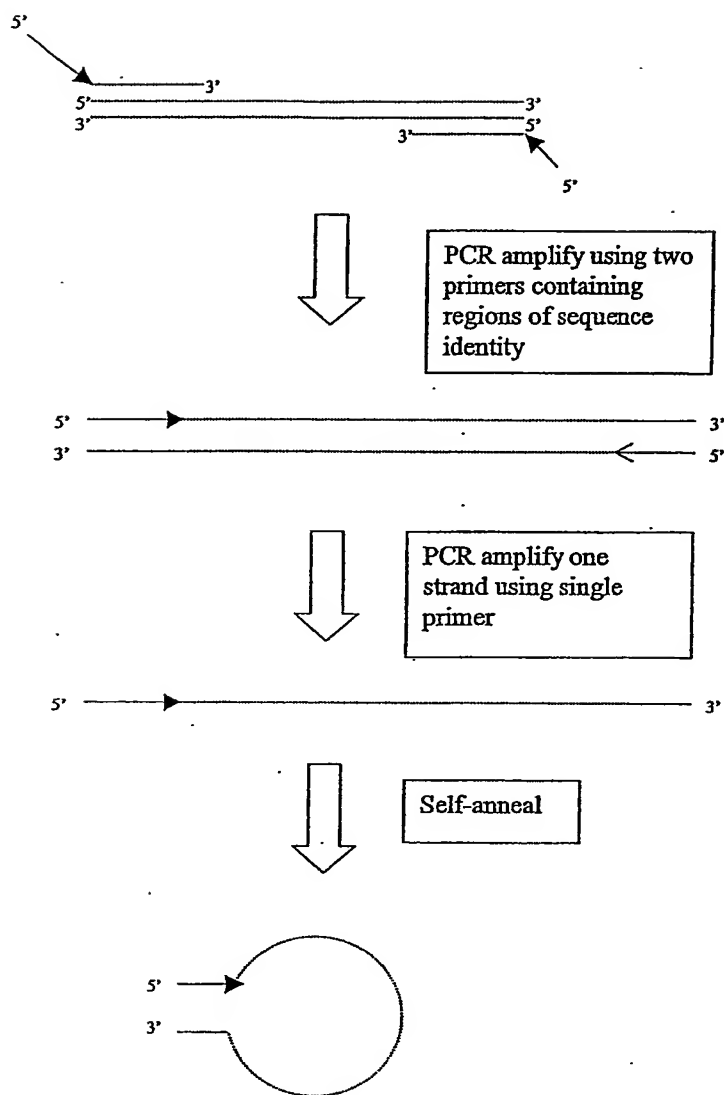 5’
3’
5’ 3’
3’ 5’
3’
5’
PCR amplify using two
primers containing
regions of sequence
identity
5’ 3’
3’ 5’
PCR amplify one
strand using single
primer
5’ 3’
Self-anneal
5’
3’